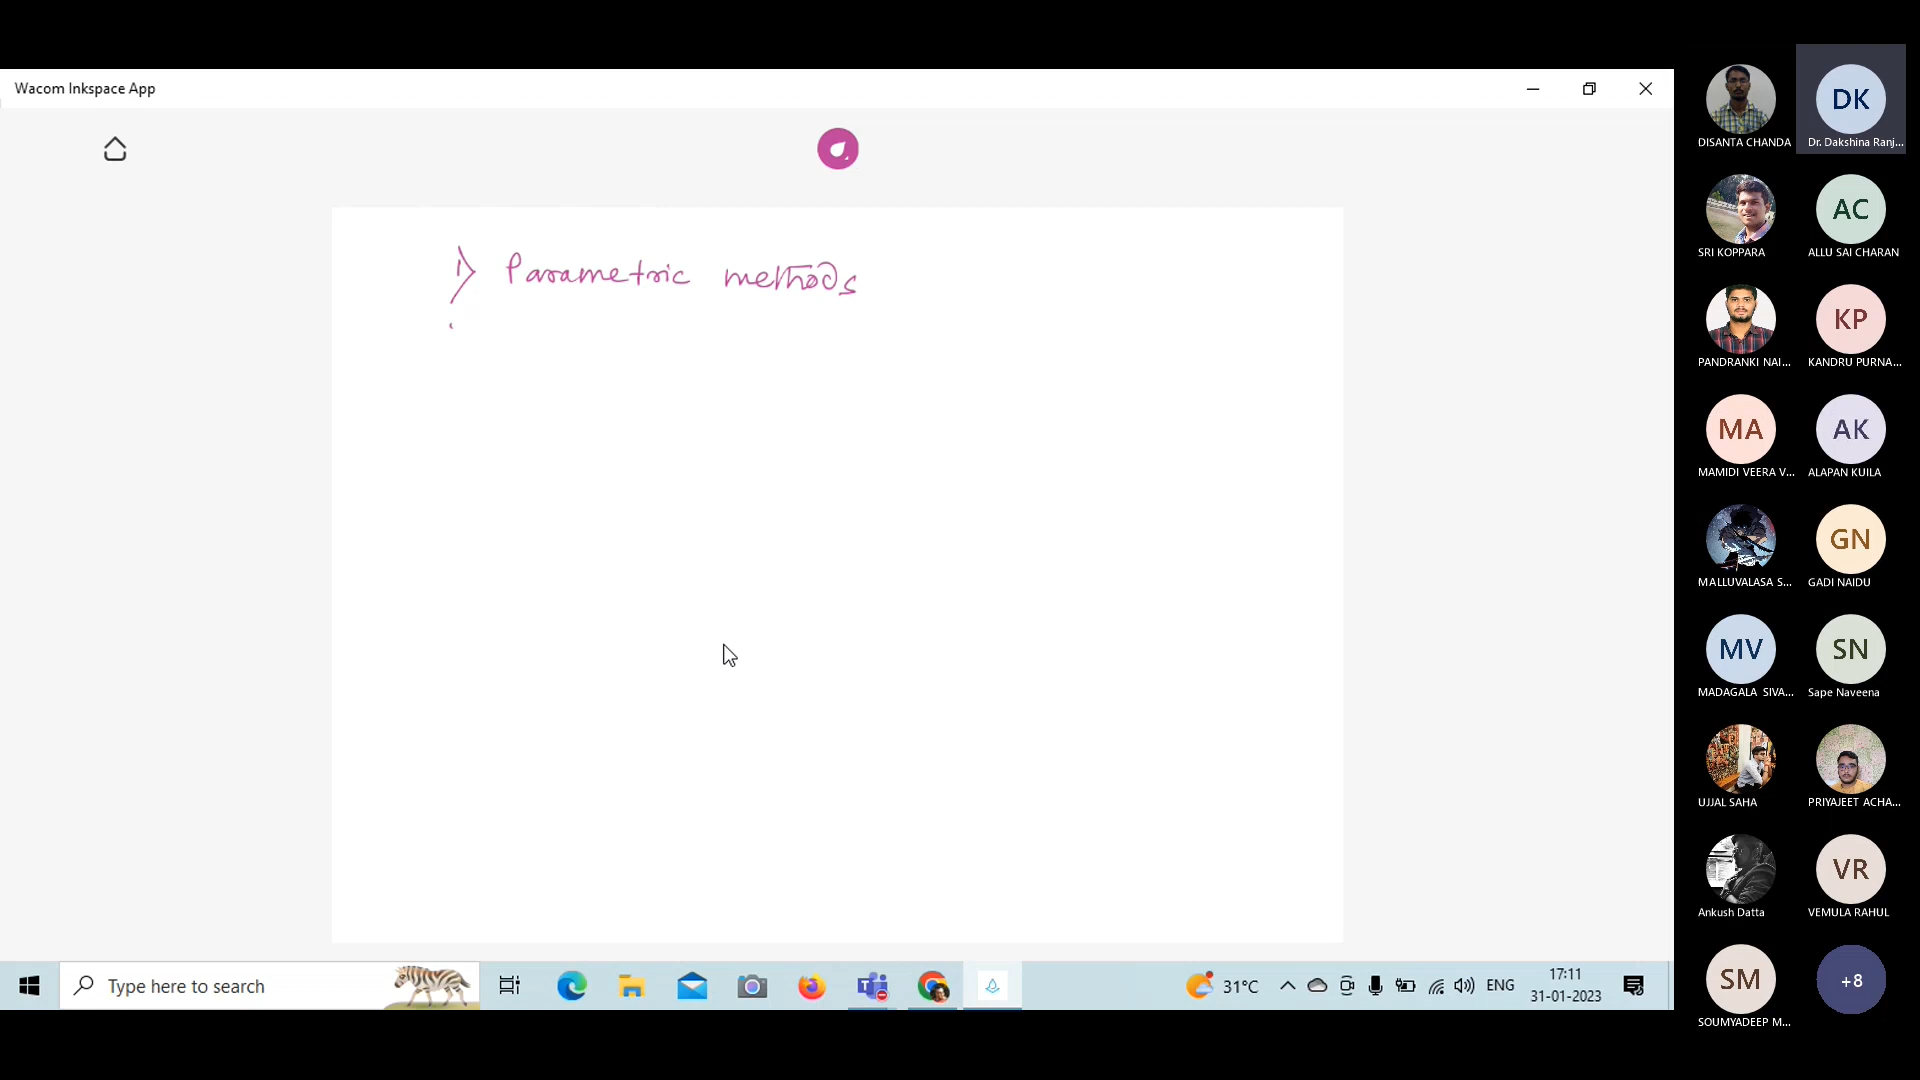 Wacom Inkspace App
1) Parametric methods
DISANTA CHANDA
DK
Dr. Dakshina Ranj...
SRI KOPPARA
AC
ALLU SAI CHARAN
PANDRANKI NAI...
KP
KANDRU PURNA...
MA
MAMIDI VEERA V...
AK
ALAPAN KUILA
MALLUVALASA S...
GN
GADI NAIDU
MV
MADAGALA SIVA...
SN
Sape Naveena
UJJAL SAHA
PRIYAJEET ACHA...
Ankush Datta
VR
VEMULA RAHUL
SM
SOUMYADEEP M...
+8
Type here to search
31°C
ENG
17:11
31-01-2023